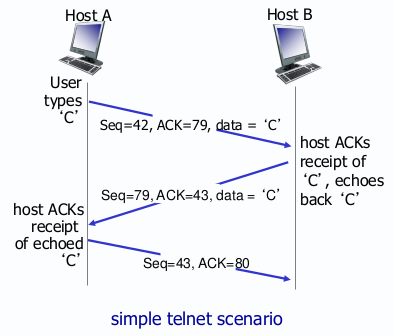 Host A
Host B
User
types
‘C’
Seq=42, ACK=79, data = ‘C’
host ACKs
receipt of
‘C’, echoes
back ‘C’
Seq=79, ACK=43, data = ‘C’
host ACKs
receipt
of echoed
‘C’
Seq=43, ACK=80
simple telnet scenario